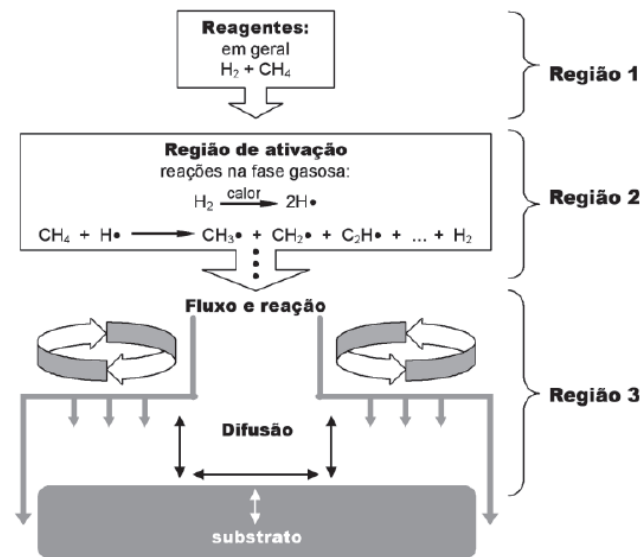 Reagentes:
em geral
H₂ + CH₄
Região 1
Região de ativação
reações na fase gasosa:
calor
H₂ ⟶ 2H•
CH₄ + H• ⟶ CH₃• + CH₂• + C₂H• + ... + H₂
Região 2
Fluxo e reação
Difusão
Região 3
substrato